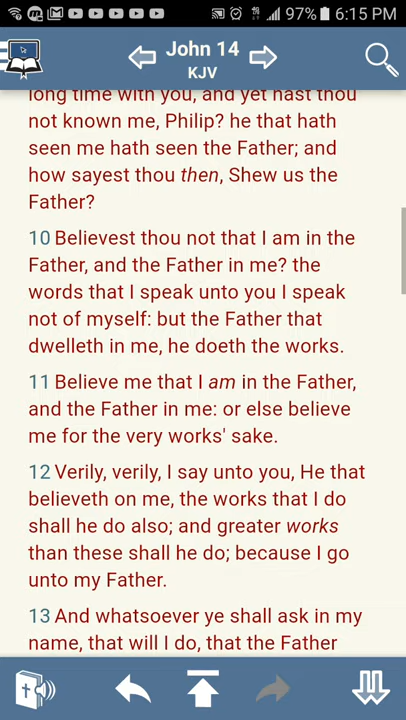 97% 6:15 PM
John 14
KJV
long time with you, and yet hast thou
not known me, Philip? he that hath
seen me hath seen the Father; and
how sayest thou then, Shew us the
Father?
10 Believest thou not that I am in the
Father, and the Father in me? the
words that I speak unto you I speak
not of myself: but the Father that
dwelleth in me, he doeth the works.
11 Believe me that I am in the Father,
and the Father in me: or else believe
me for the very works' sake.
12 Verily, verily, I say unto you, He that
believeth on me, the works that I do
shall he do also; and greater works
than these shall he do; because I go
unto my Father.
13 And whatsoever ye shall ask in my
name, that will I do, that the Father